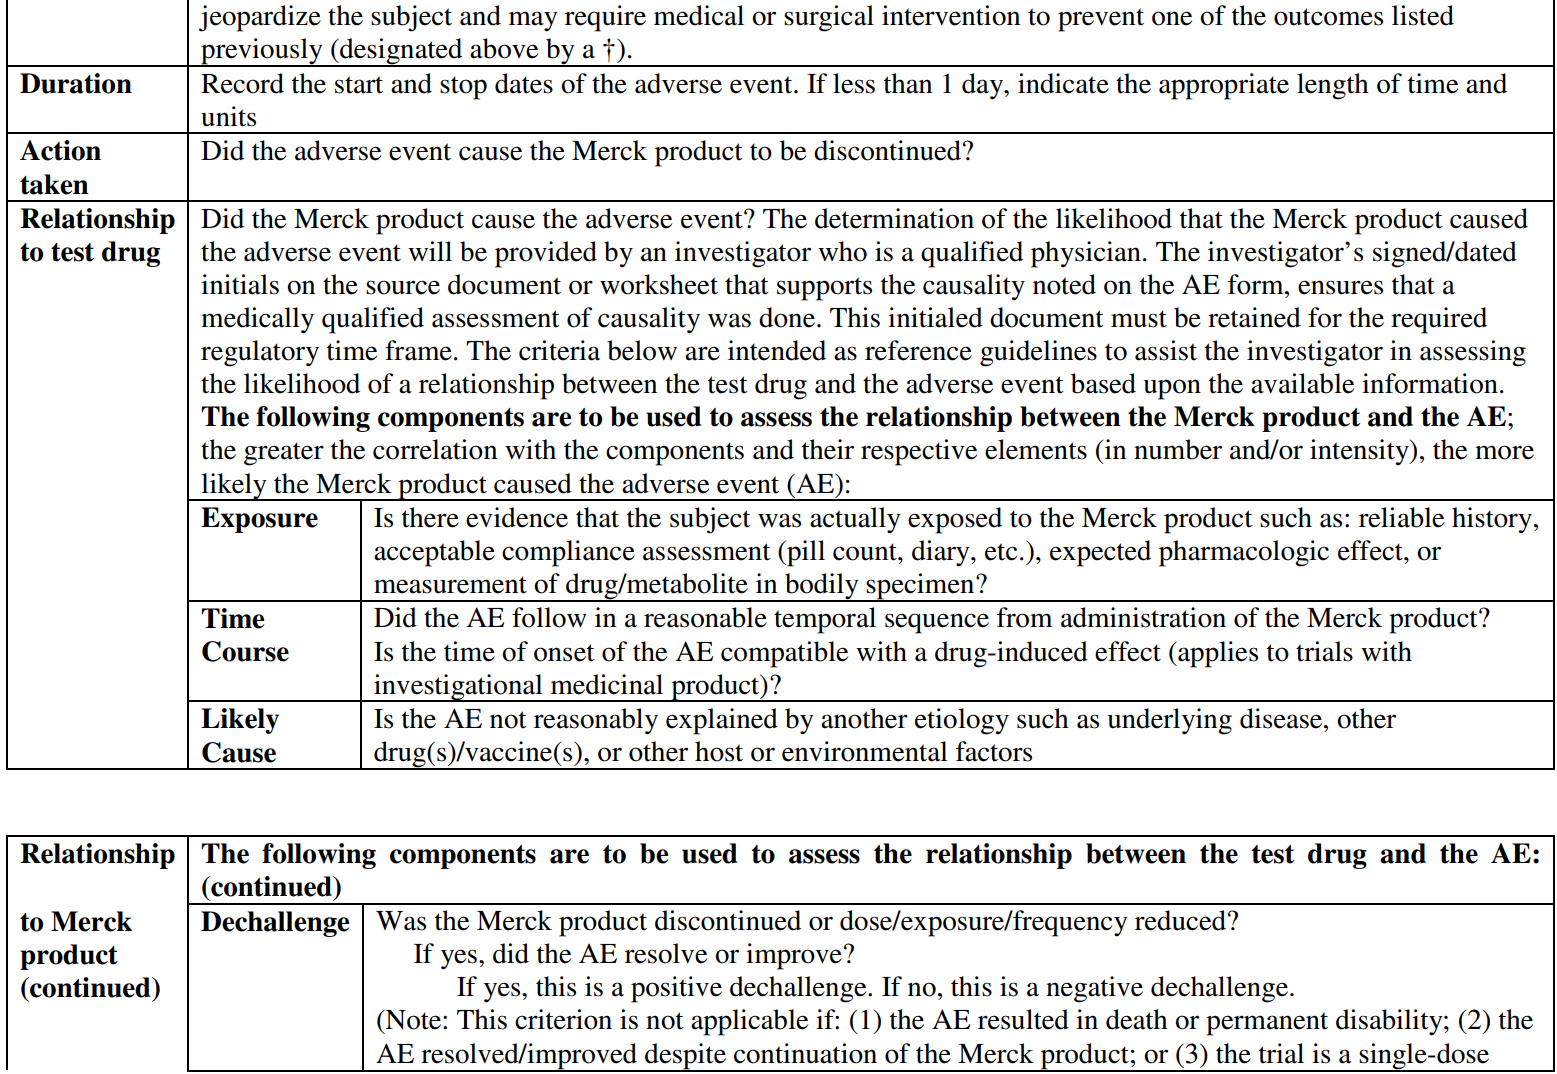 jeopardize the subject and may require medical or surgical intervention to prevent one of the outcomes listed
previously (designated above by a †).
Duration
Record the start and stop dates of the adverse event. If less than 1 day, indicate the appropriate length of time and
units
Action
taken
Did the adverse event cause the Merck product to be discontinued?
Relationship
to test drug
Did the Merck product cause the adverse event? The determination of the likelihood that the Merck product caused
the adverse event will be provided by an investigator who is a qualified physician. The investigator’s signed/dated
initials on the source document or worksheet that supports the causality noted on the AE form, ensures that a
medically qualified assessment of causality was done. This initialed document must be retained for the required
regulatory time frame. The criteria below are intended as reference guidelines to assist the investigator in assessing
the likelihood of a relationship between the test drug and the adverse event based upon the available information.
The following components are to be used to assess the relationship between the Merck product and the AE;
the greater the correlation with the components and their respective elements (in number and/or intensity), the more
likely the Merck product caused the adverse event (AE):
Exposure
Is there evidence that the subject was actually exposed to the Merck product such as: reliable history,
acceptable compliance assessment (pill count, diary, etc.), expected pharmacologic effect, or
measurement of drug/metabolite in bodily specimen?
Time
Course
Did the AE follow in a reasonable temporal sequence from administration of the Merck product?
Is the time of onset of the AE compatible with a drug-induced effect (applies to trials with
investigational medicinal product)?
Likely
Cause
Is the AE not reasonably explained by another etiology such as underlying disease, other
drug(s)/vaccine(s), or other host or environmental factors
Relationship
The following components are to be used to assess the relationship between the test drug and the AE:
(continued)
to Merck
product
(continued)
Dechallenge
Was the Merck product discontinued or dose/exposure/frequency reduced?
If yes, did the AE resolve or improve?
If yes, this is a positive dechallenge. If no, this is a negative dechallenge.
(Note: This criterion is not applicable if: (1) the AE resulted in death or permanent disability; (2) the
AE resolved/improved despite continuation of the Merck product; or (3) the trial is a single-dose